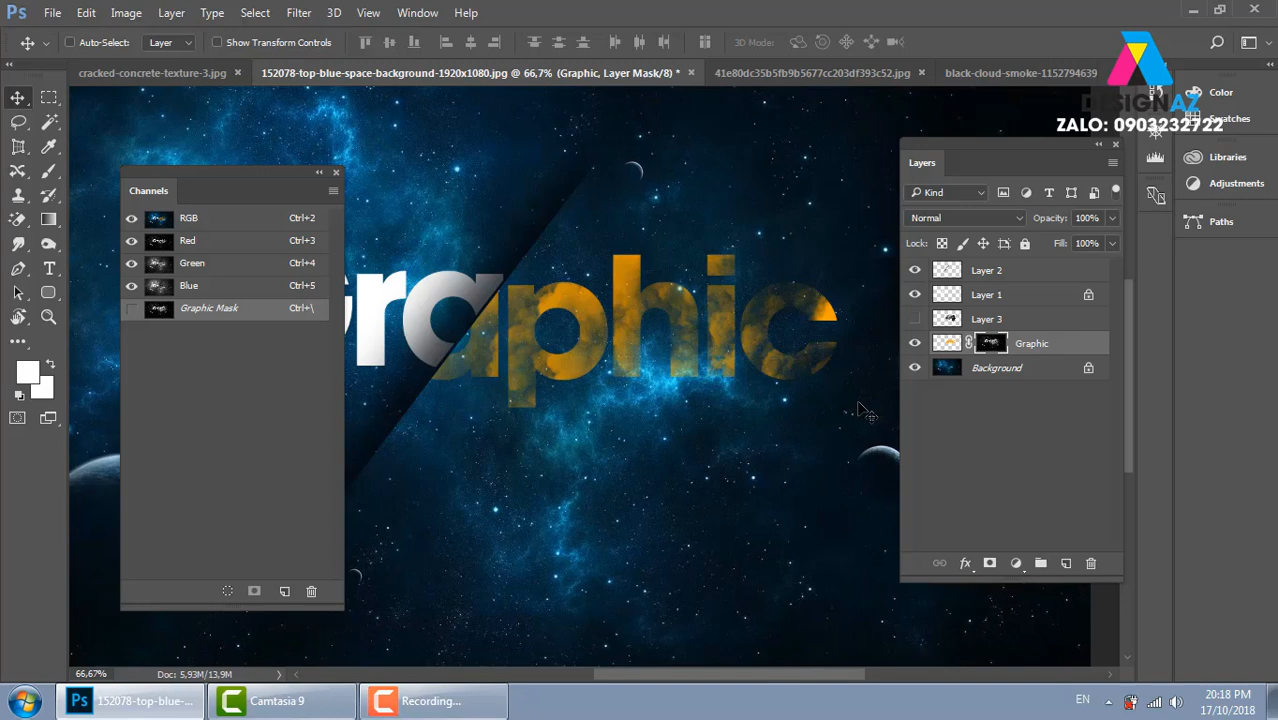 Ps File Edit Image Layer Type Select Filter 3D View Window Help
Auto-Select: Layer Show Transform Controls 3D Mode:
cracked-concrete-texture-3.jpg × 152078-top-blue-space-background-1920x1080.jpg @ 66,7% (Graphic, Layer Mask/8) * × 41e80dc35b5fb9b5677cc203df393c52.jpg × black-cloud-smoke-1152794639
DESIGNAZ
ZALO: 0903232722
Color
Swatches
Libraries
Adjustments
Paths
Channels
RGB Ctrl+2
Red Ctrl+3
Green Ctrl+4
Blue Ctrl+5
Graphic Mask Ctrl+\
Graphic
Layers
Kind
Normal Opacity: 100%
Lock: Fill: 100%
Layer 2
Layer 1
Layer 3
Graphic
Background
fx
66,67% Doc: 5,93M/13,9M
Ps 152078-top-blue-... Camtasia 9 Recording...
EN
20:18 PM
17/10/2018